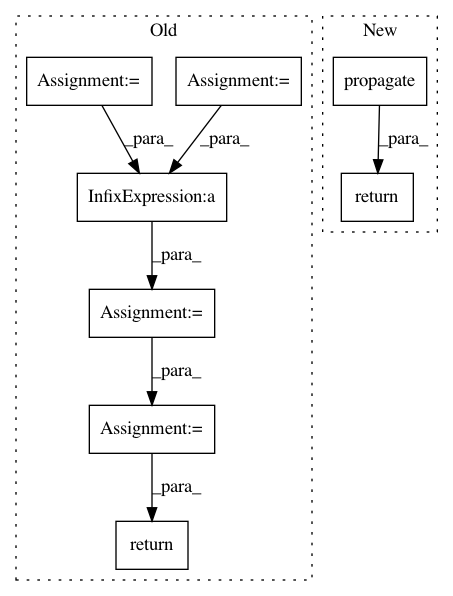 Old
New
Assignment:=
Assignment:=
propagate
_para_
_para_
_para_
InfixExpression:a
return
_para_
Assignment:=
_para_
Assignment:=
_para_
return